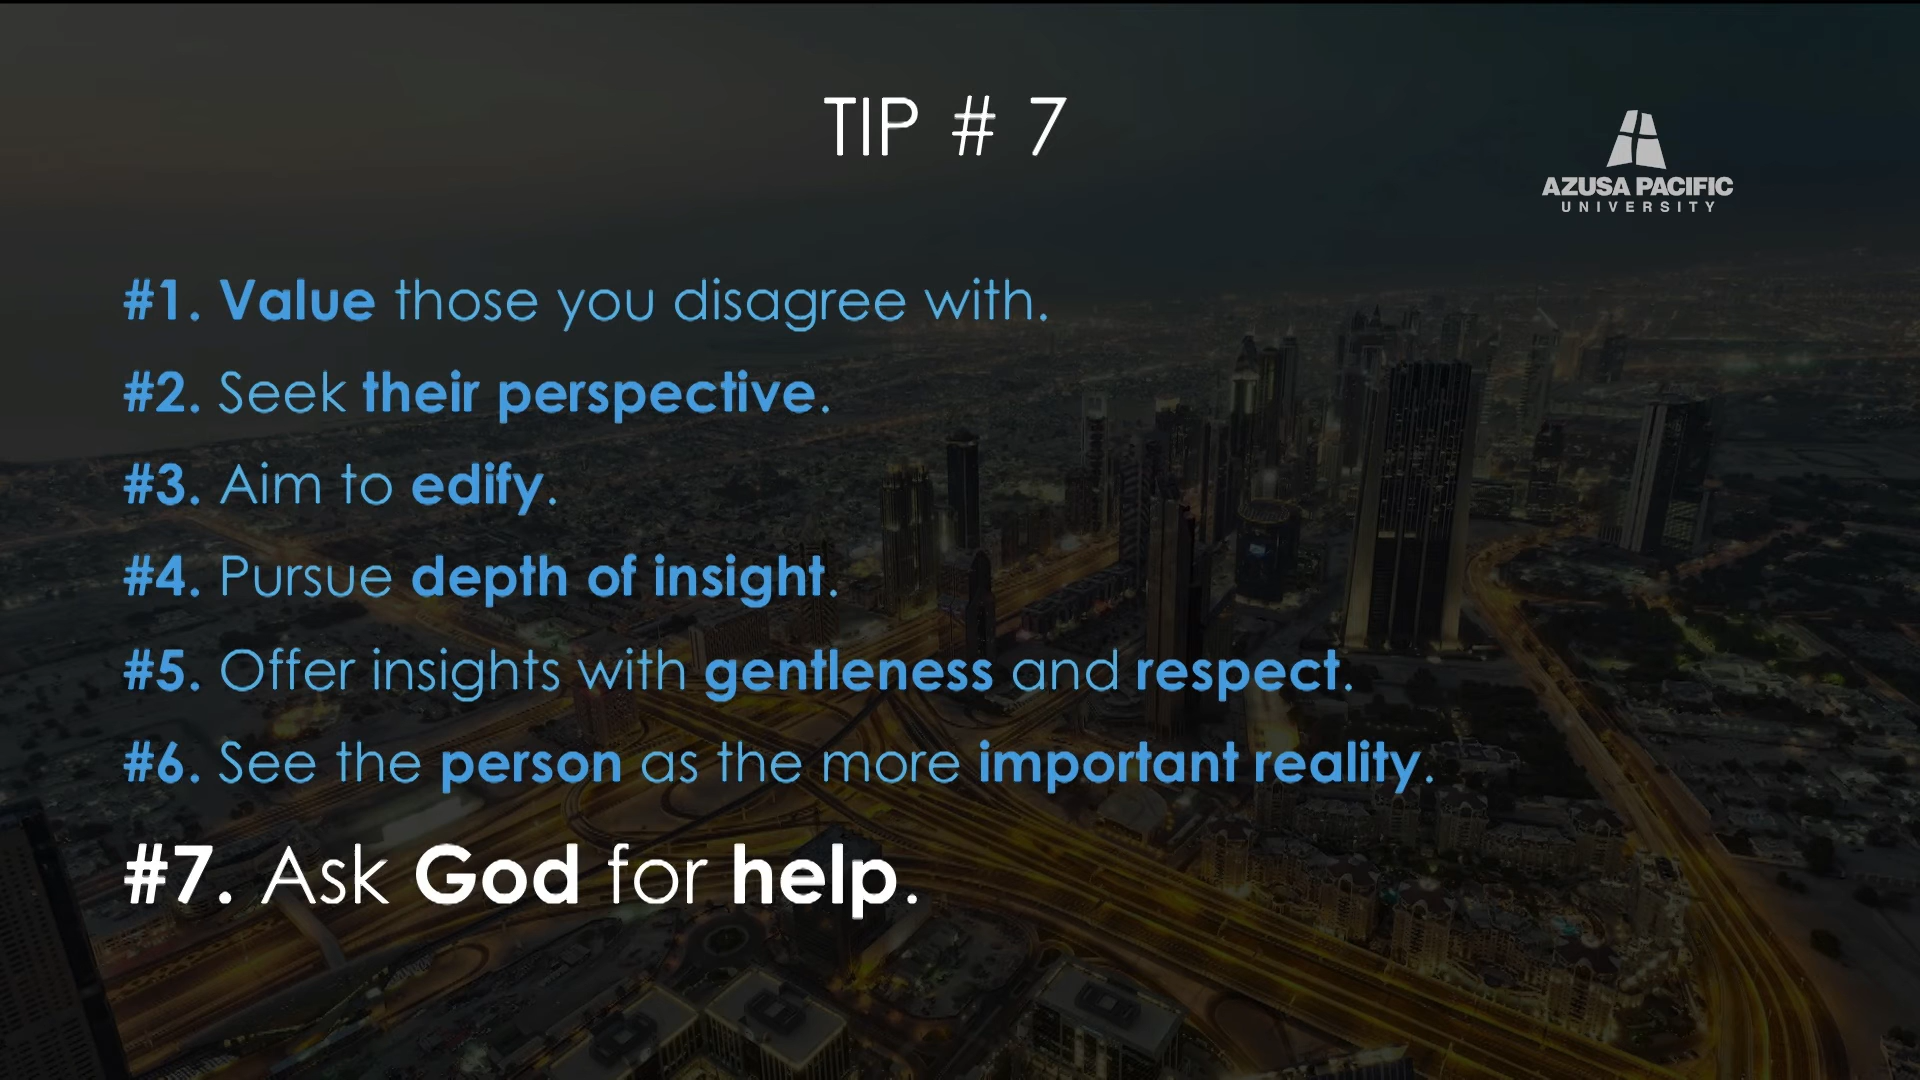 TIP # 7
AZUSA PACIFIC
UNIVERSITY
#1. Value those you disagree with.
#2. Seek their perspective.
#3. Aim to edify.
#4. Pursue depth of insight.
#5. Offer insights with gentleness and respect.
#6. See the person as the more important reality.
#7. Ask God for help.